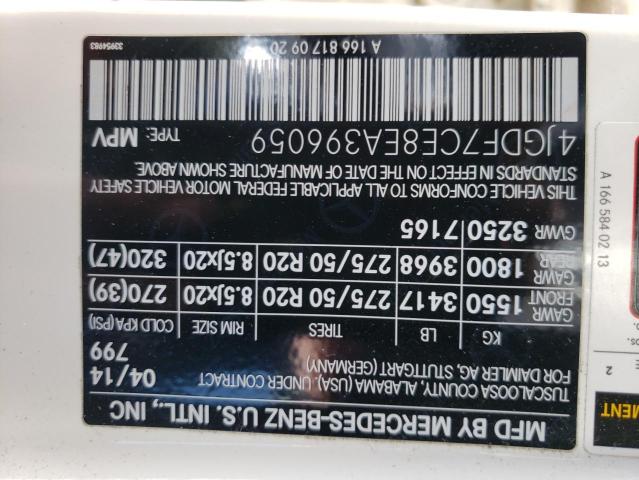 MFD BY MERCEDES-BENZ U.S. INTL., INC
TUSCALOOSA COUNTY, ALABAMA (USA), UNDER CONTRACT
FOR DAIMLER AG, STUTTGART (GERMANY)
04/14
799
KG LB TIRES RIM SIZE COLD KPA(PSI)
GAWR FRONT 1550 3417 275/50 R20 8.5Jx20 270(39)
GAWR REAR 1800 3968 275/50 R20 8.5Jx20 320(47)
GVWR 3250 7165
THIS VEHICLE CONFORMS TO ALL APPLICABLE FEDERAL MOTOR VEHICLE SAFETY
STANDARDS IN EFFECT ON THE DATE OF MANUFACTURE SHOWN ABOVE
4JGDF7CE8EA396059 TYPE: MPV
A 166 817 09 20
33954983
A 166 584 02 13
MENT
2